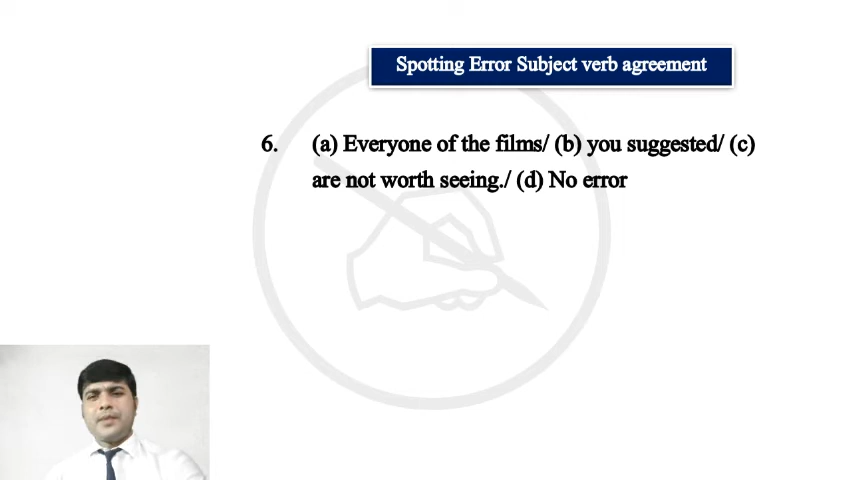 Spotting Error Subject verb agreement
6. (a) Everyone of the films/ (b) you suggested/ (c)
are not worth seeing./ (d) No error